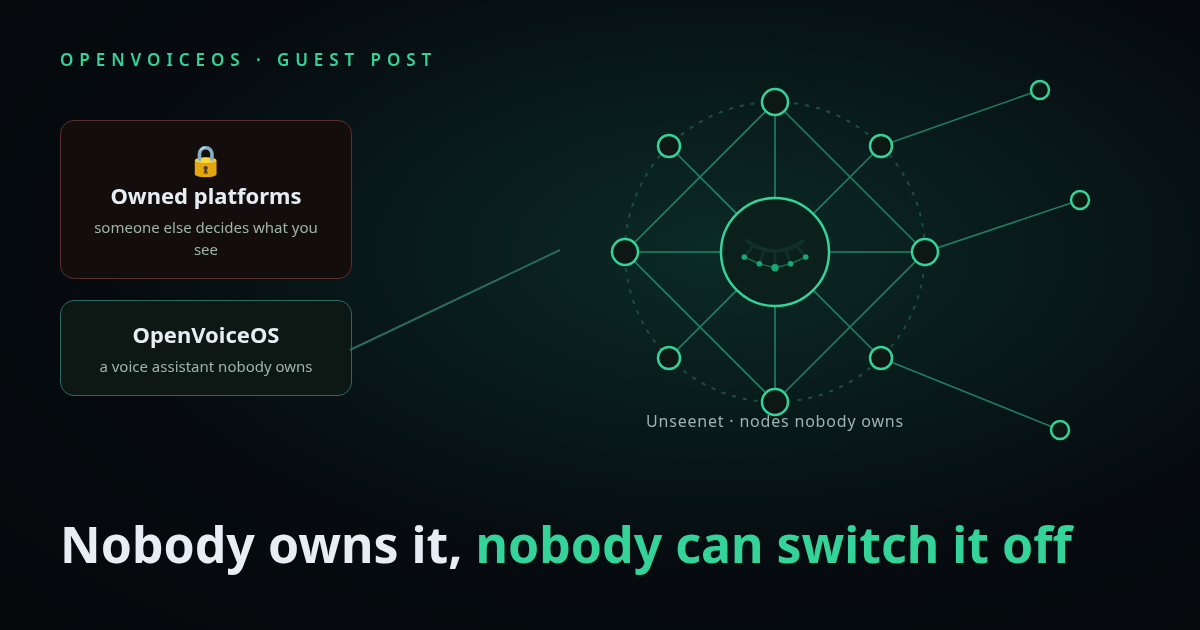 OPENVOICEOS · GUEST POST
Owned platforms
someone else decides what you
see
OpenVoiceOS
a voice assistant nobody owns
Unseenet · nodes nobody owns
Nobody owns it, nobody can switch it off